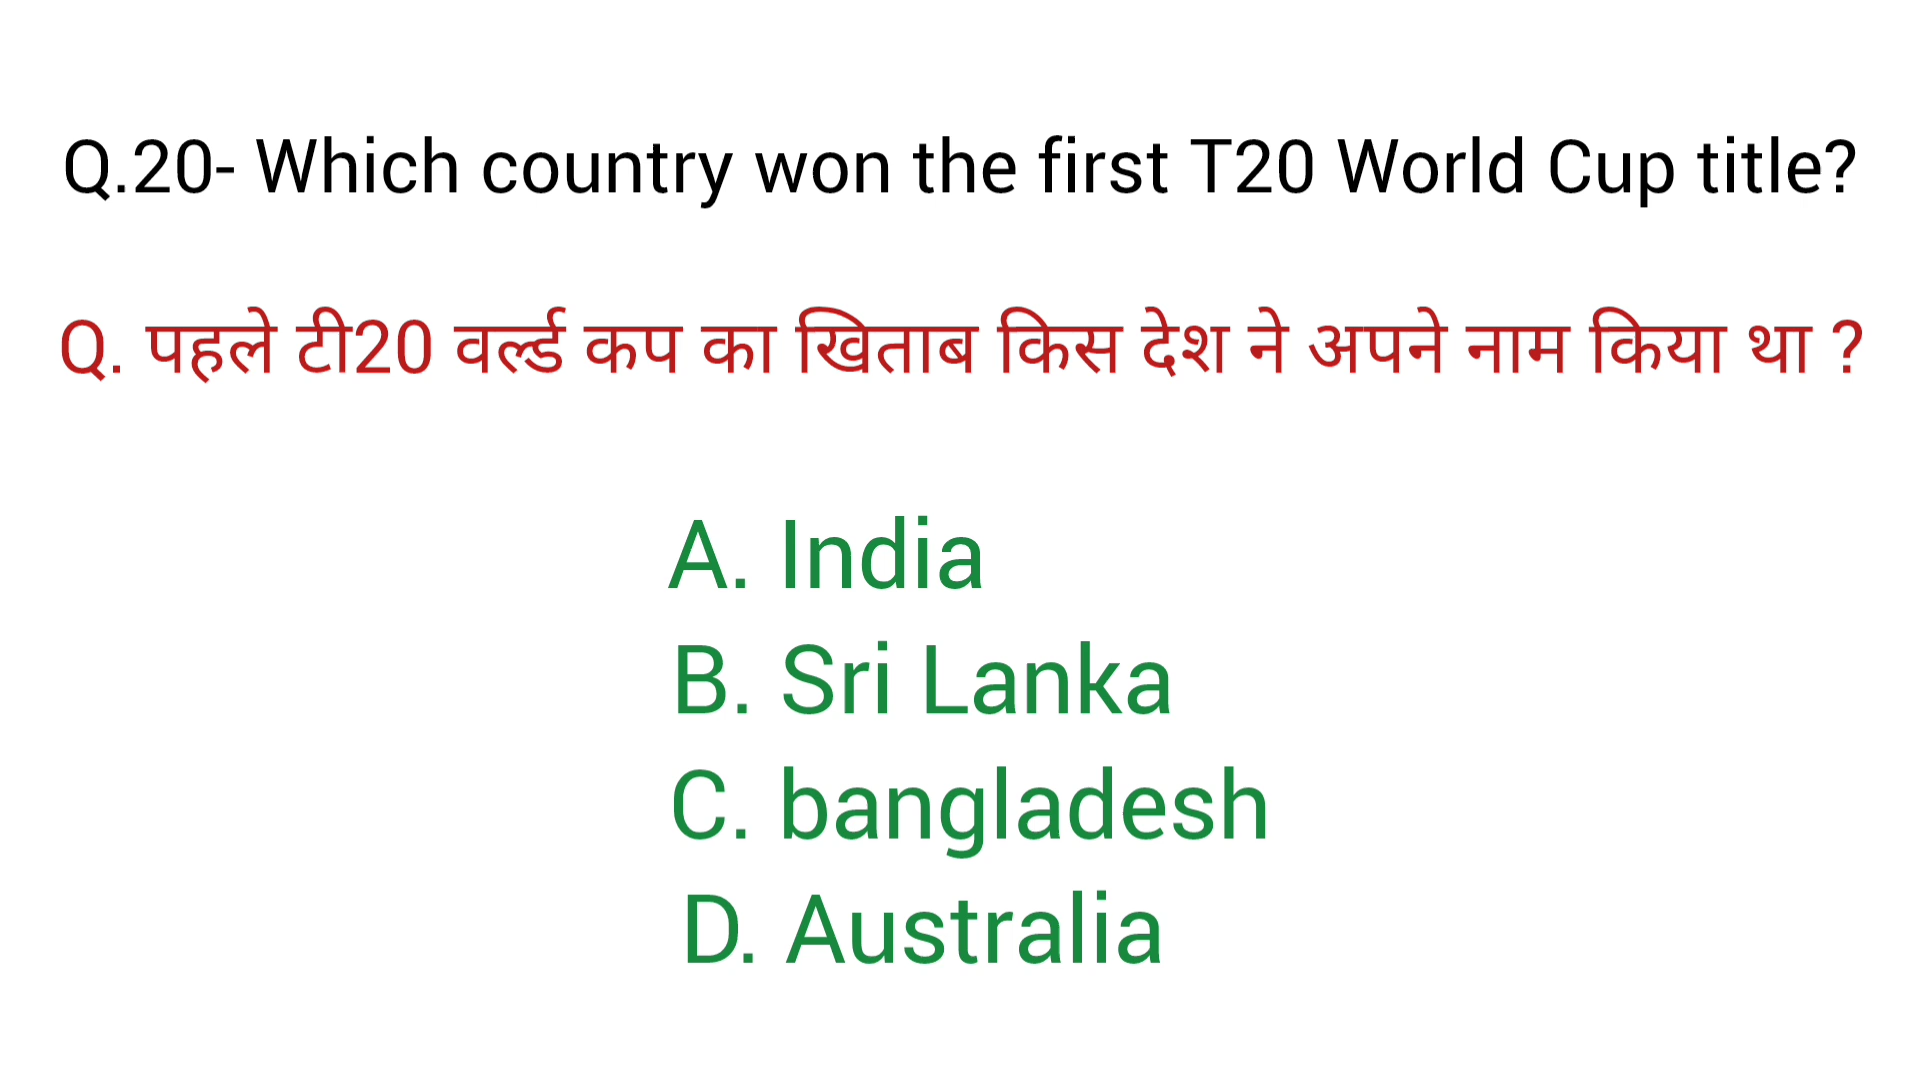 Q.20- Which country won the first T20 World Cup title?
Q. पहले टी20 वर्ल्ड कप का खिताब किस देश ने अपने नाम किया था ?
A. India
B. Sri Lanka
C. bangladesh
D. Australia